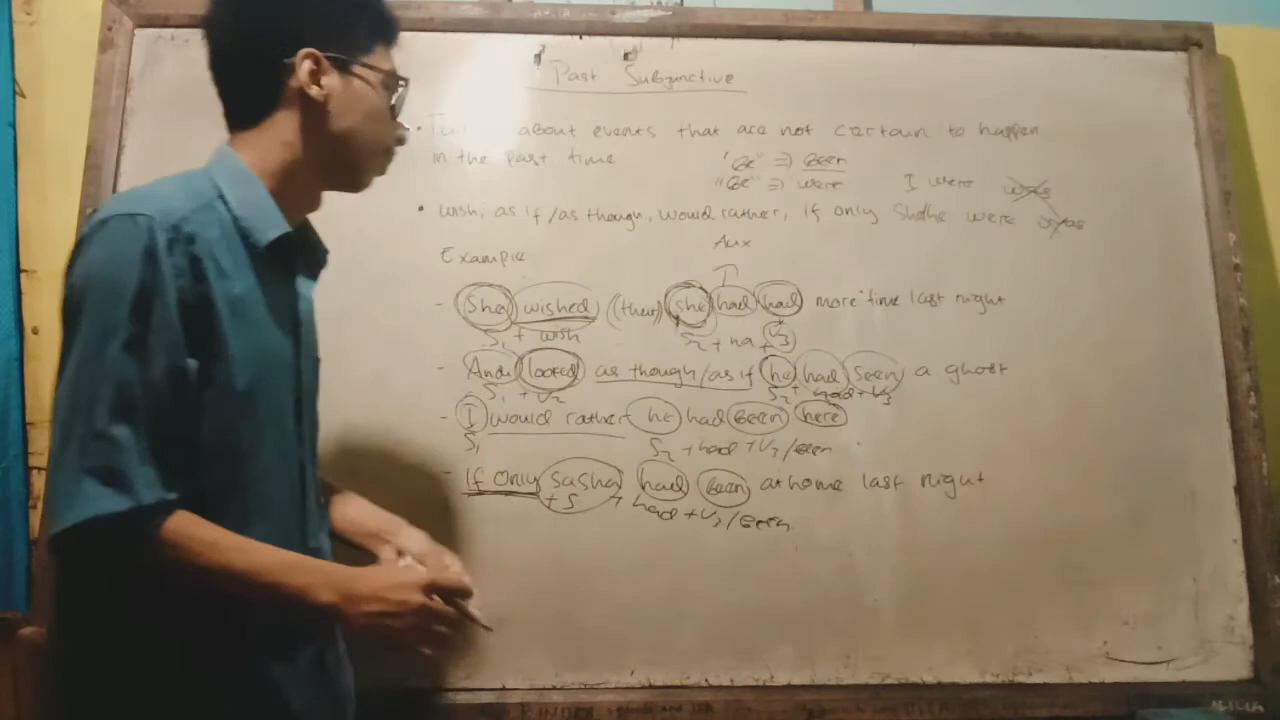 Past Subjunctive
• about events that are not certain to happen
in the past time
"Be" ⇒ Been
"Be" ⇒ were I were was
• wish, as if/as though, would rather, if only She/he were was
Aux
Example
- She wished (that) she had had more time last night
S1 + wish S2 + ha + V3
- Andi looked as though/as if he had seen a ghost
S1 + V2 S2 + had + V3
- I would rather he had Been here
S1 S2 + had + V3/Been
- If only Sasha had Been at home last night
+ S + had + V3/Been